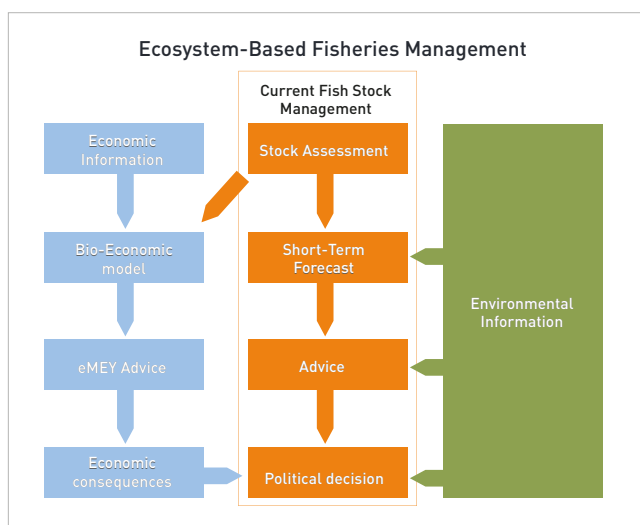 Ecosystem-Based Fisheries Management
Current Fish Stock
Management
Economic
Information
Stock Assessment
Bio-Economic
model
Short-Term
Forecast
Environmental
Information
eMEY Advice
Advice
Economic
consequences
Political decision